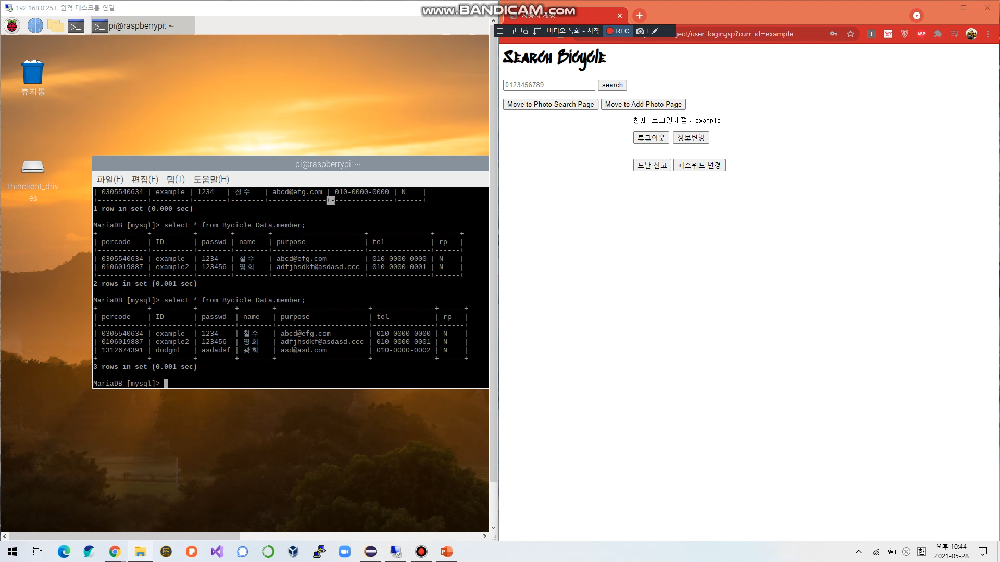 192.168.0.253: 원격 데스크톱 연결
www.BANDICAM.com
pi@raspberrypi: ~
휴지통
thinclient_driv
es
pi@raspberrypi: ~
파일(F) 편집(E) 탭(T) 도움말(H)
| 0305540634 | example | 1234 | 철수 | abcd@efg.com | 010-0000-0000 | N |
1 row in set (0.000 sec)
MariaDB [mysql]> select * from Bycicle_Data.member;
| percode | ID | passwd | name | purpose | tel | rp |
| 0305540634 | example | 1234 | 철수 | abcd@efg.com | 010-0000-0000 | N |
| 0106019887 | example2 | 123456 | 영희 | adfjhsdkf@asdasd.ccc | 010-0000-0001 | N |
2 rows in set (0.001 sec)
MariaDB [mysql]> select * from Bycicle_Data.member;
| percode | ID | passwd | name | purpose | tel | rp |
| 0305540634 | example | 1234 | 철수 | abcd@efg.com | 010-0000-0000 | N |
| 0106019887 | example2 | 123456 | 영희 | adfjhsdkf@asdasd.ccc | 010-0000-0001 | N |
| 1312674391 | dudgml | asdadsf | 광희 | asd@asd.com | 010-0000-0002 | N |
3 rows in set (0.001 sec)
MariaDB [mysql]>
비디오 녹화 - 시작 REC
ject/user_login.jsp?curr_id=example
ABP
Search Bicycle
0123456789 search
Move to Photo Search Page Move to Add Photo Page
현재 로그인계정: example
로그아웃 정보변경
도난 신고 패스워드 변경
한
오후 10:44
2021-05-28